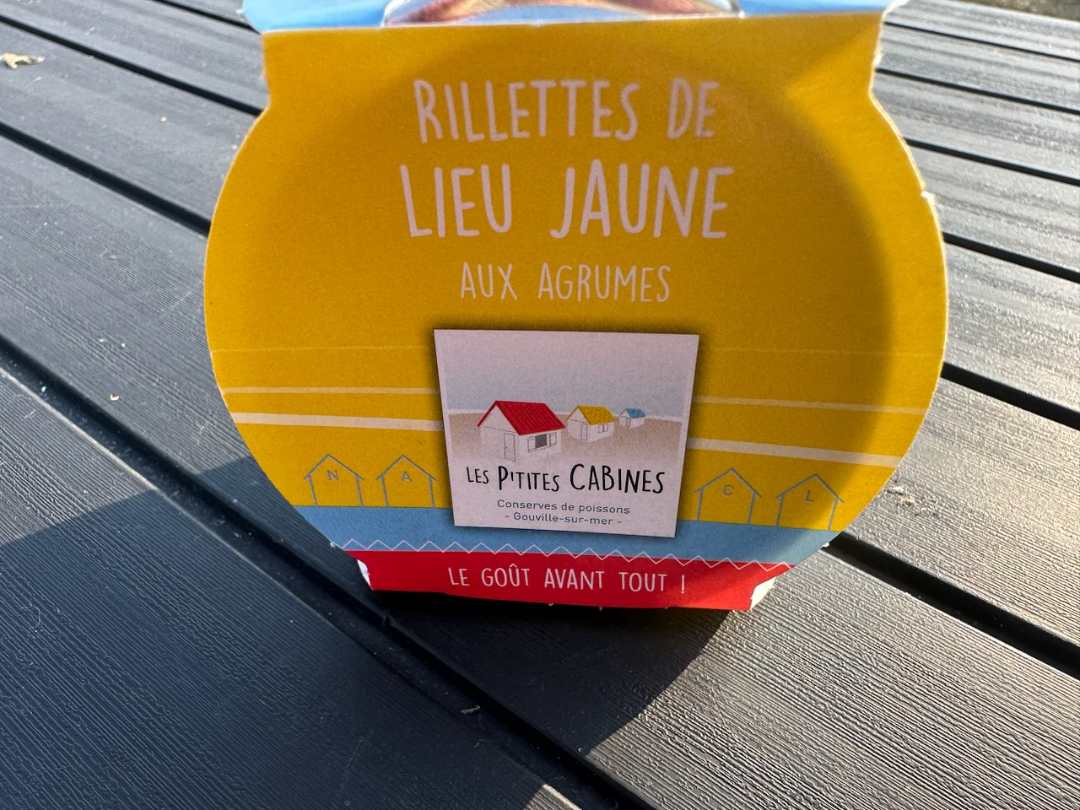 RILLETTES DE
LIEU JAUNE
AUX AGRUMES
LES P'TITES CABINES
Conserves de poissons
- Gouville-sur-mer -
N A C L
LE GOÛT AVANT TOUT !